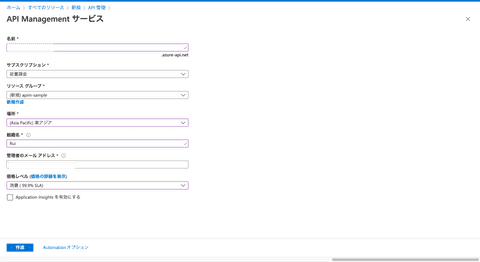 ホーム > すべてのリソース > 新規 > API 管理 >
API Management サービス
名前 *
.azure-api.net
サブスクリプション *
従量課金
リソース グループ *
(新規) apim-sample
新規作成
場所 *
(Asia Pacific) 東アジア
組織名 *
Rui
管理者のメール アドレス *
価格レベル (価格の詳細を表示)
消費 ( 99.9% SLA)
Application Insights を有効にする
作成
Automation オプション